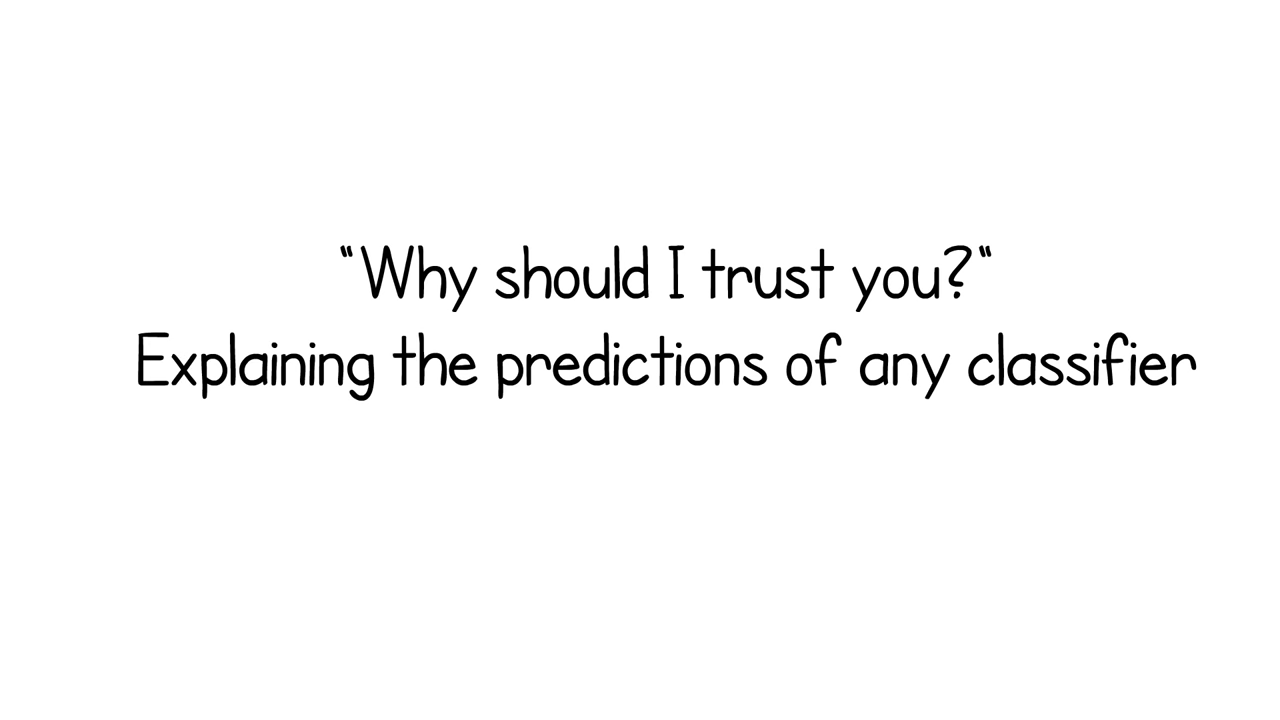 "Why should I trust you?"
Explaining the predictions of any classifier